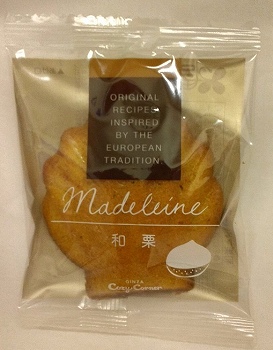 ORIGINAL
RECIPES
INSPIRED
BY THE
EUROPEAN
TRADITION.
Madeleine
和栗
GINZA
Cozy Corner